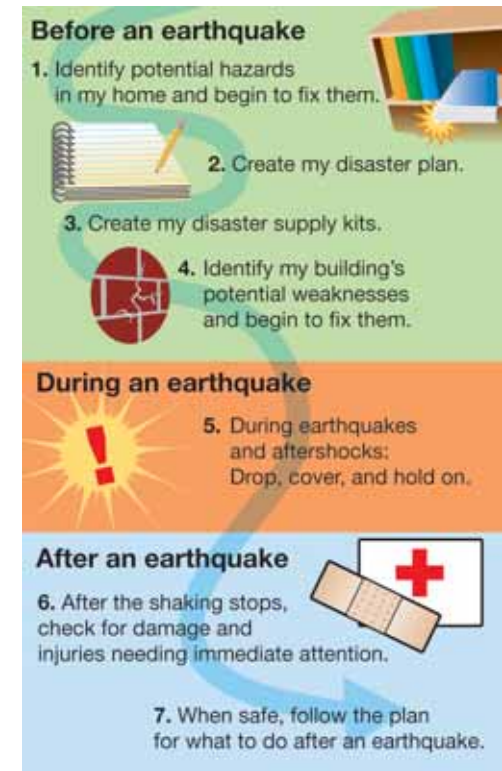 Before an earthquake
1. Identify potential hazards
in my home and begin to fix them.
2. Create my disaster plan.
3. Create my disaster supply kits.
4. Identify my building's
potential weaknesses
and begin to fix them.
During an earthquake
!
5. During earthquakes
and aftershocks:
Drop, cover, and hold on.
After an earthquake
6. After the shaking stops,
check for damage and
injuries needing immediate attention.
7. When safe, follow the plan
for what to do after an earthquake.